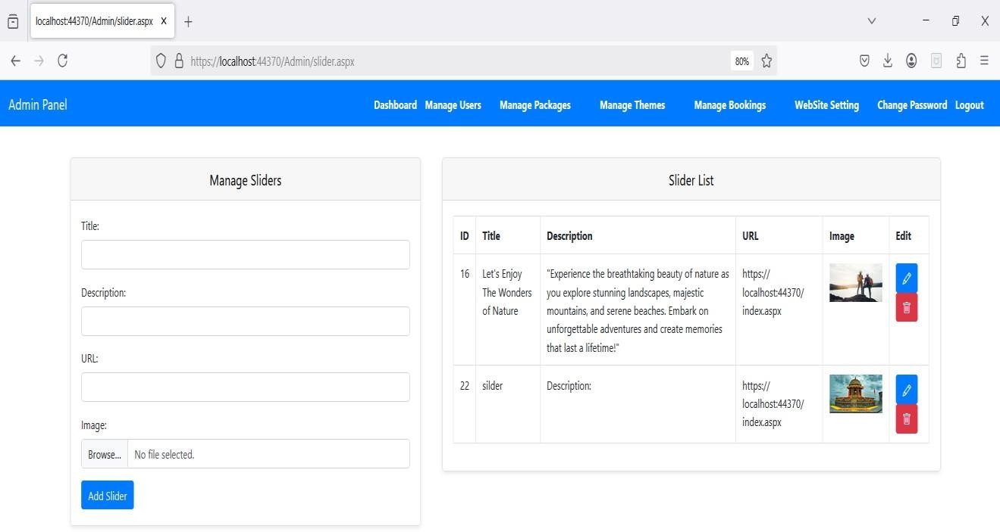 localhost:44370/Admin/slider.aspx
https://localhost:44370/Admin/slider.aspx
80%
Admin Panel
Dashboard Manage Users Manage Packages Manage Themes Manage Bookings WebSite Setting Change Password Logout
Manage Sliders
Title:
Description:
URL:
Image:
Browse... No file selected.
Add Slider
Slider List
ID Title Description URL Image Edit
16 Let's Enjoy "Experience the breathtaking beauty of nature as https://
The Wonders you explore stunning landscapes, majestic localhost:44370/
of Nature mountains, and serene beaches. Embark on index.aspx
unforgettable adventures and create memories
that last a lifetime!"
22 silder Description: https://
localhost:44370/
index.aspx